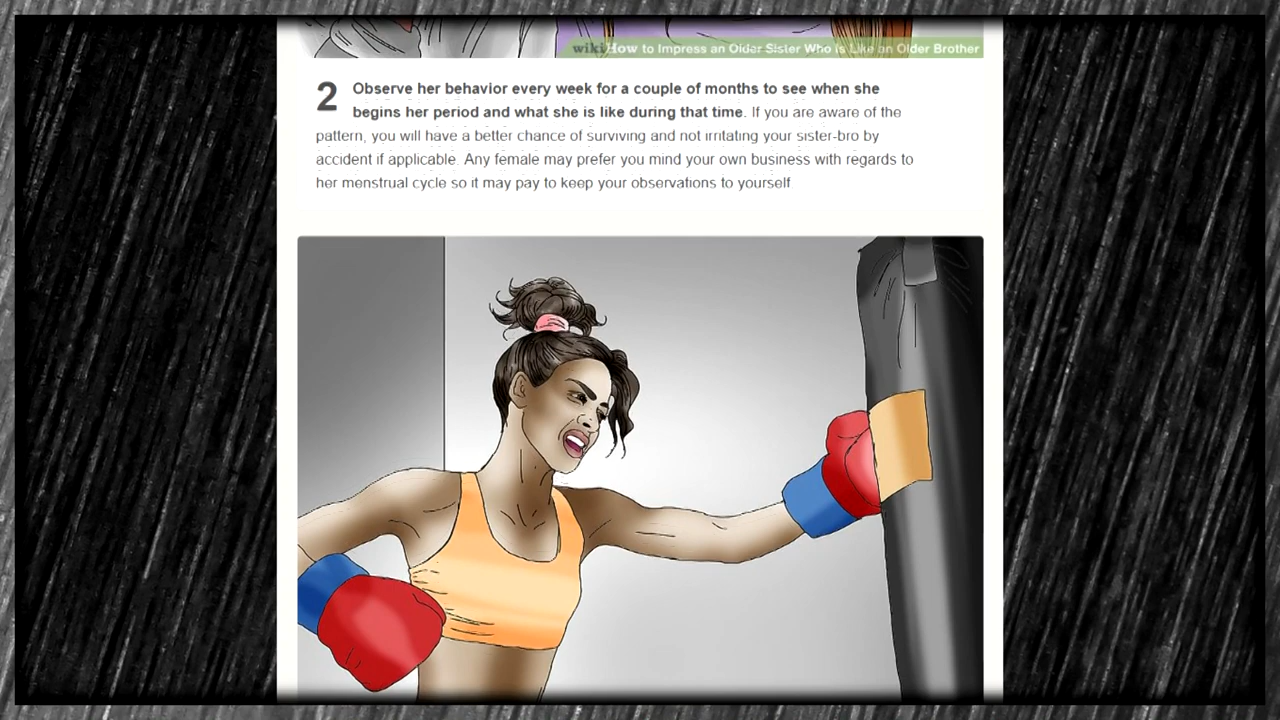 wikiHow to Impress an Older Sister Who is Like an Older Brother
2 Observe her behavior every week for a couple of months to see when she
begins her period and what she is like during that time. If you are aware of the
pattern, you will have a better chance of surviving and not irritating your sister-bro by
accident if applicable. Any female may prefer you mind your own business with regards to
her menstrual cycle so it may pay to keep your observations to yourself.